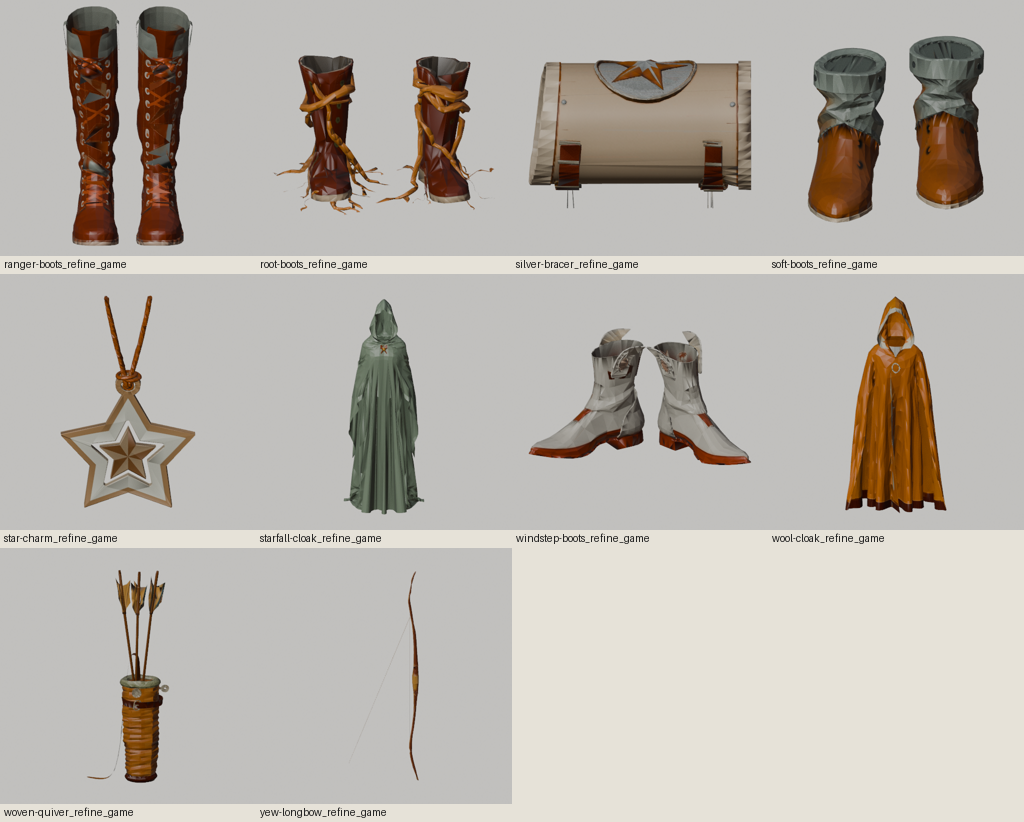 ranger-boots_refine_game
root-boots_refine_game
silver-bracer_refine_game
soft-boots_refine_game
star-charm_refine_game
starfall-cloak_refine_game
windstep-boots_refine_game
wool-cloak_refine_game
woven-quiver_refine_game
yew-longbow_refine_game